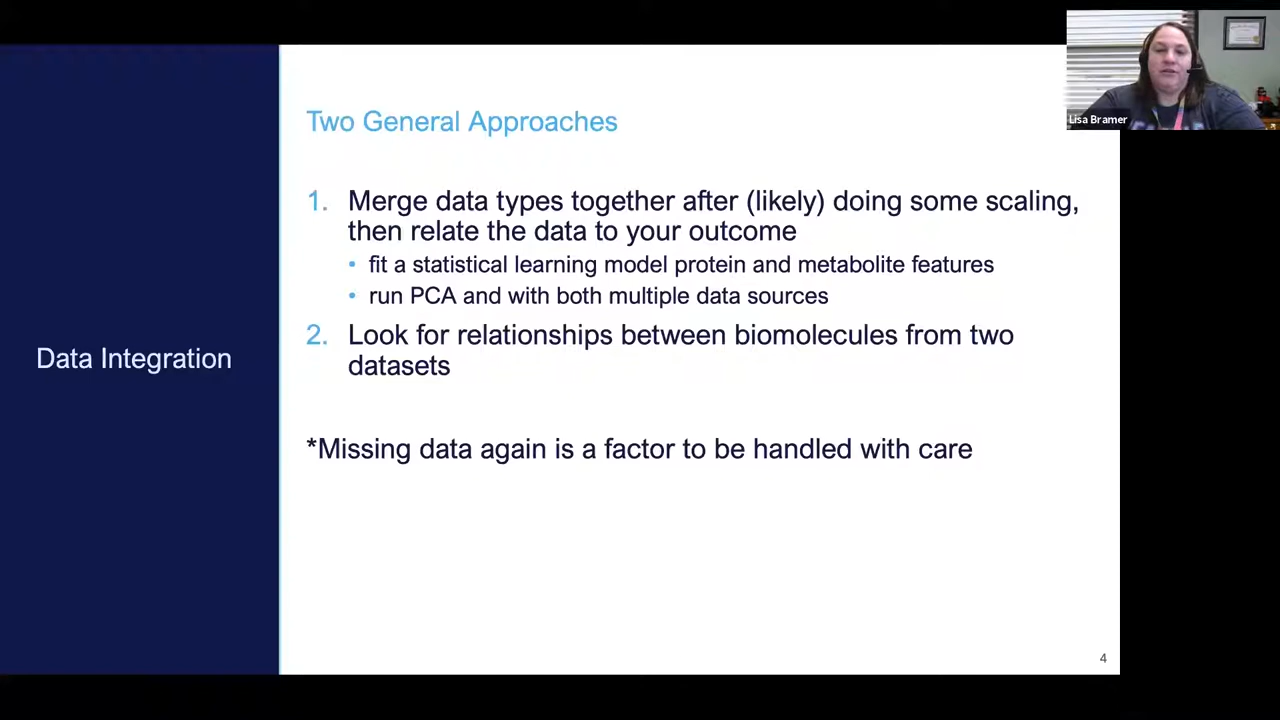 Two General Approaches
1. Merge data types together after (likely) doing some scaling,
then relate the data to your outcome
• fit a statistical learning model protein and metabolite features
• run PCA and with both multiple data sources
2. Look for relationships between biomolecules from two
datasets
Data Integration
*Missing data again is a factor to be handled with care
4
Lisa Bramer